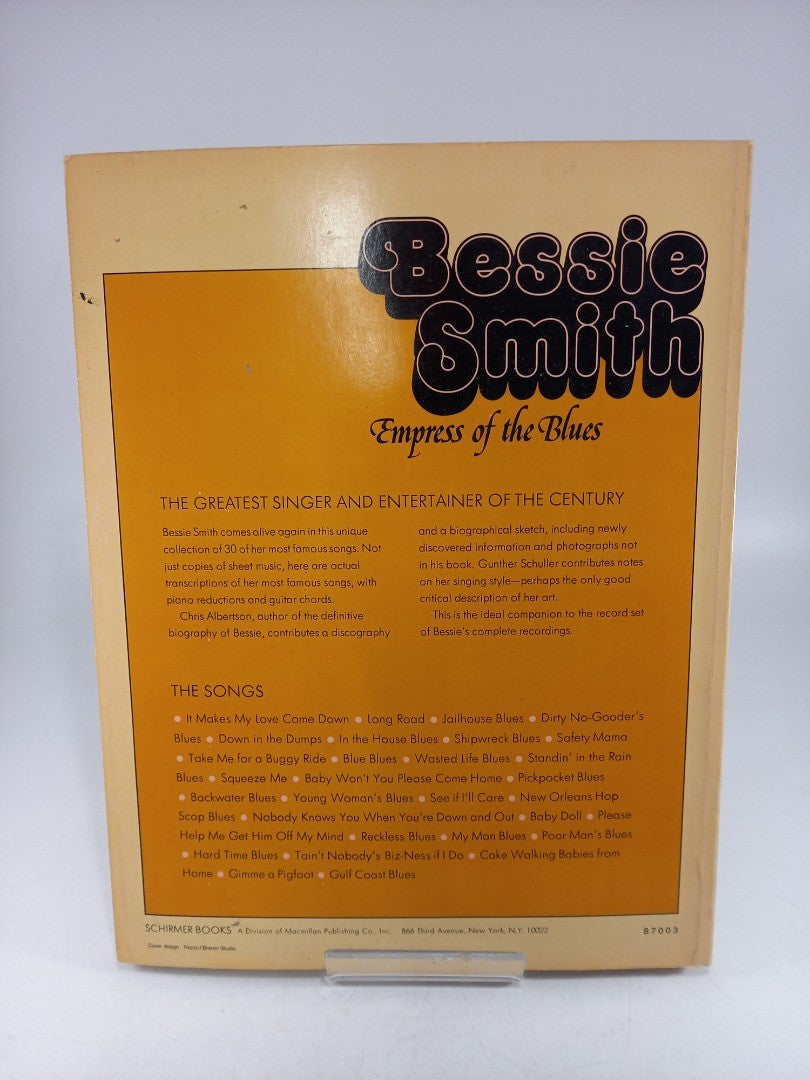 Bessie
Smith
Empress of the Blues
THE GREATEST SINGER AND ENTERTAINER OF THE CENTURY
Bessie Smith comes alive again in this unique
collection of 30 of her most famous songs. Not
just copies of sheet music, here are actual
transcriptions of her most famous songs, with
piano reductions and guitar chords.
Chris Albertson, author of the definitive
biography of Bessie, contributes a discography
and a biographical sketch, including newly
discovered information and photographs not
in his book. Gunther Schuller contributes notes
on her singing style—perhaps the only good
critical description of her art.
This is the ideal companion to the record set
of Bessie's complete recordings.
THE SONGS
• It Makes My Love Come Down • Long Road • Jailhouse Blues • Dirty No-Gooder's
Blues • Down in the Dumps • In the House Blues • Shipwreck Blues • Safety Mama
• Take Me for a Buggy Ride • Blue Blues • Wasted Life Blues • Standin' in the Rain
Blues • Squeeze Me • Baby Won't You Please Come Home • Pickpocket Blues
• Backwater Blues • Young Woman's Blues • See if I'll Care • New Orleans Hop
Scop Blues • Nobody Knows You When You're Down and Out • Baby Doll • Please
Help Me Get Him Off My Mind • Reckless Blues • My Man Blues • Poor Man's Blues
• Hard Time Blues • Tain't Nobody's Biz-Ness if I Do • Cake Walking Babies from
Home • Gimme a Pigfoot • Gulf Coast Blues
SCHIRMER BOOKS A Division of Macmillan Publishing Co., Inc. 866 Third Avenue, New York, N.Y. 10022 87003
Cover design: Studio